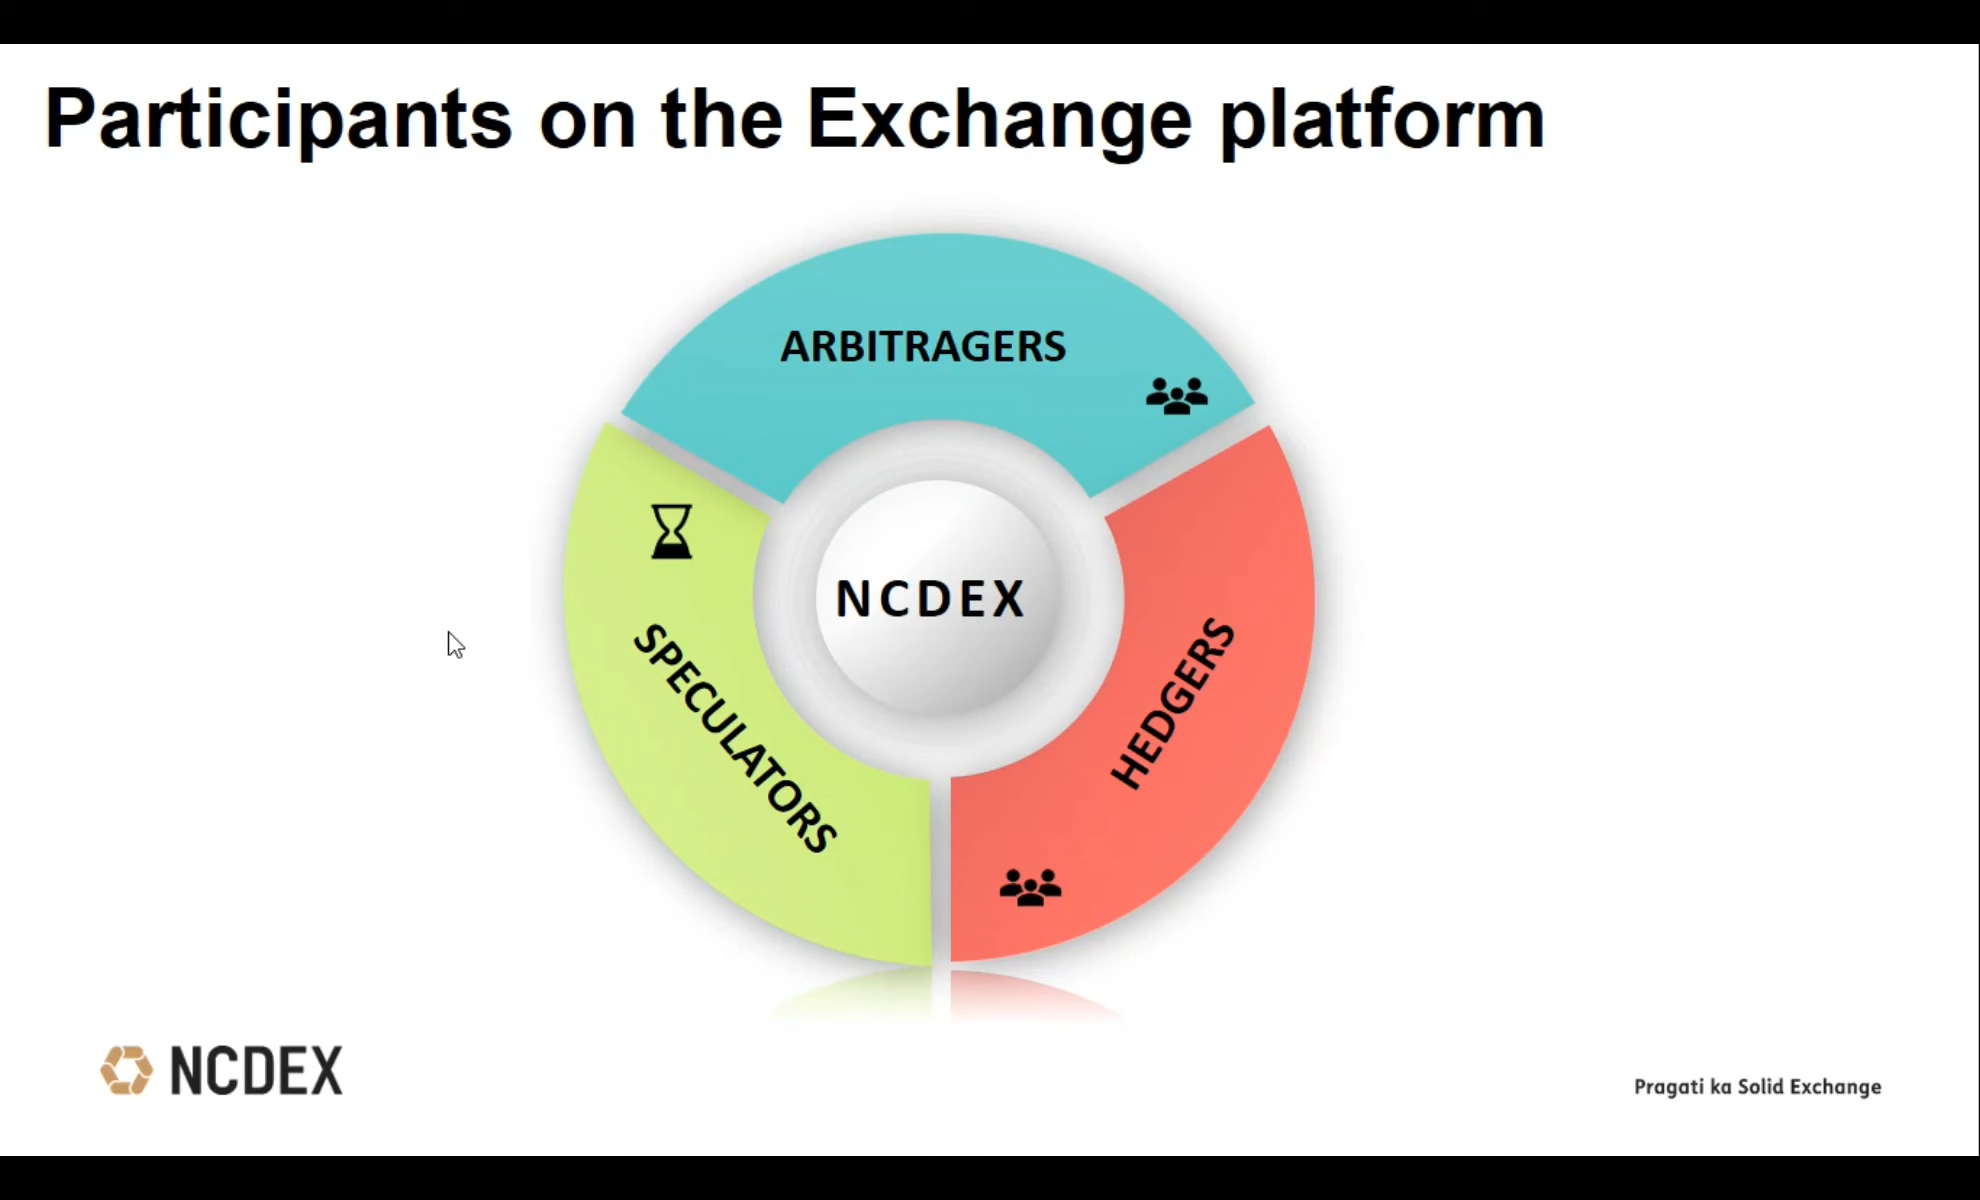 Participants on the Exchange platform
ARBITRAGERS
NCDEX
SPECULATORS
HEDGERS
NCDEX
Pragati ka Solid Exchange